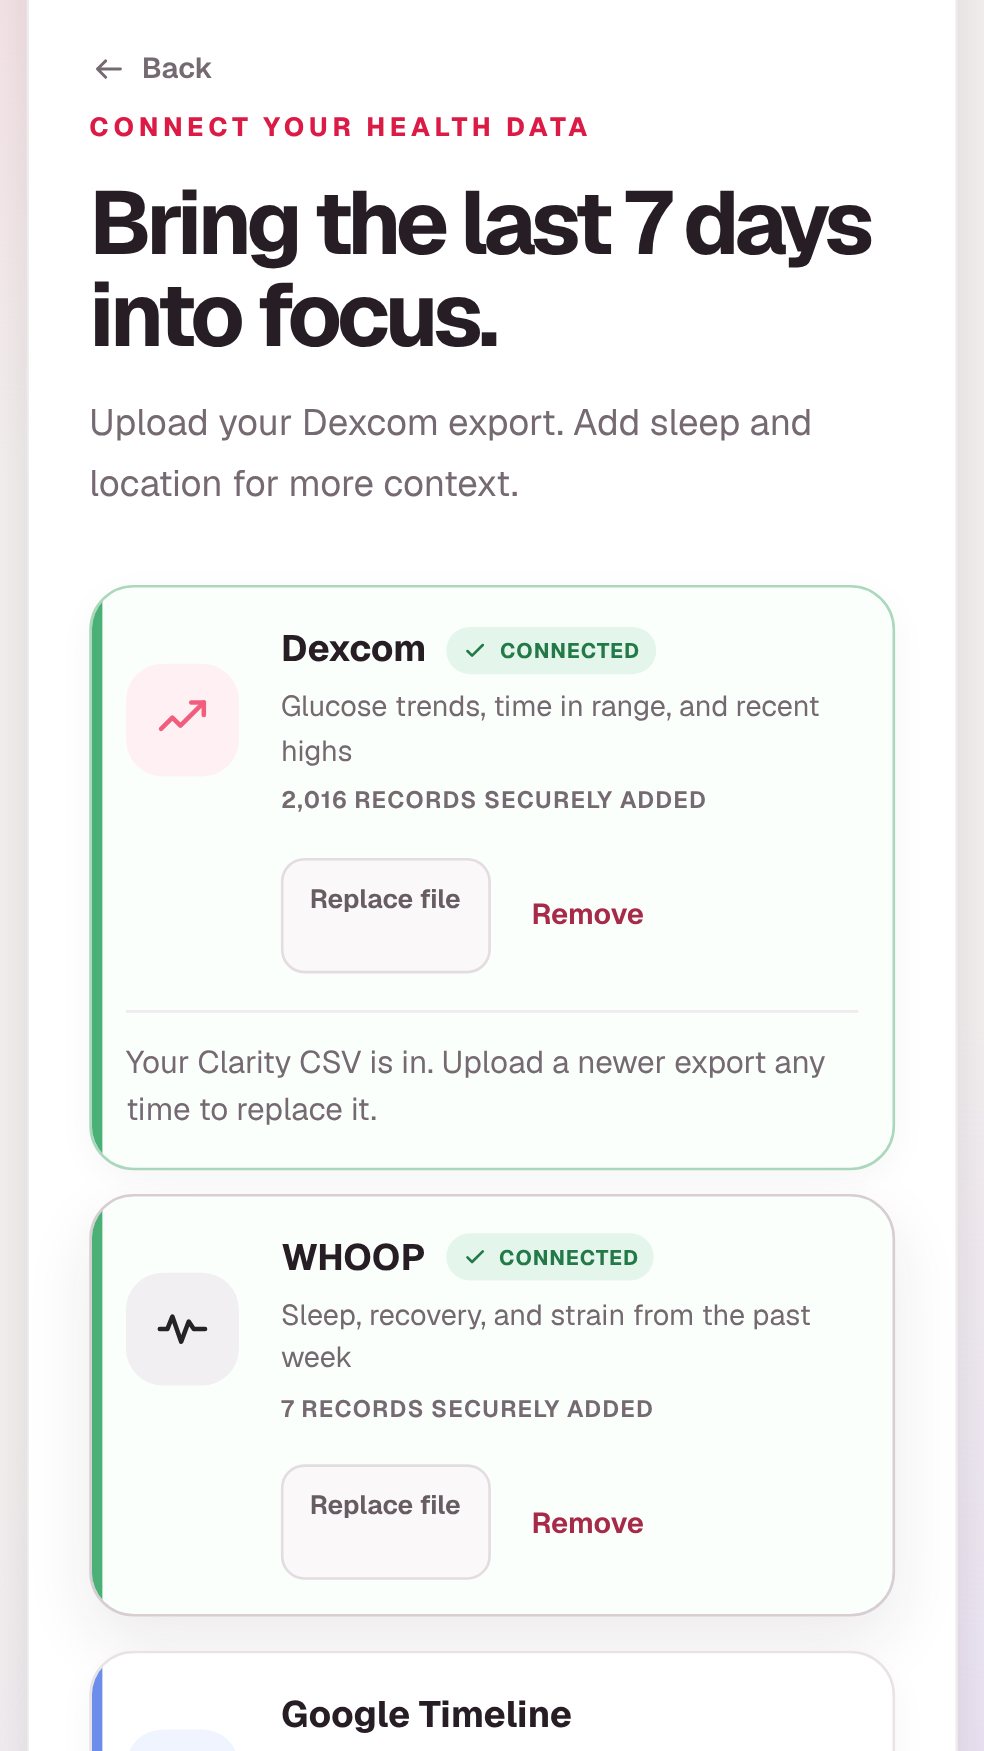 Back
CONNECT YOUR HEALTH DATA
Bring the last 7 days
into focus.
Upload your Dexcom export. Add sleep and
location for more context.
Dexcom CONNECTED
Glucose trends, time in range, and recent
highs
2,016 RECORDS SECURELY ADDED
Replace file Remove
Your Clarity CSV is in. Upload a newer export any
time to replace it.
WHOOP CONNECTED
Sleep, recovery, and strain from the past
week
7 RECORDS SECURELY ADDED
Replace file Remove
Google Timeline